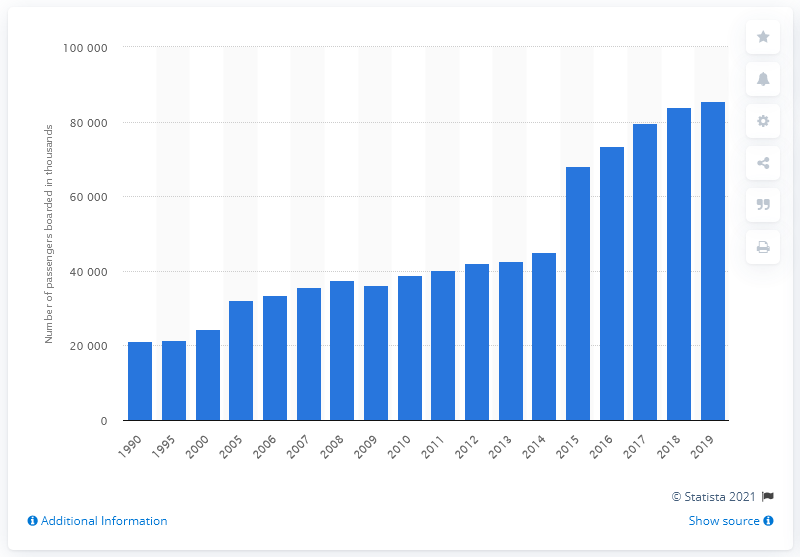 100 000
80 000
60 000
40 000
20 000
0
Number of passengers boarded in thousands
1990 1995 2000 2005 2006 2007 2008 2009 2010 2011 2012 2013 2014 2015 2016 2017 2018 2019
© Statista 2021
Additional Information
Show source